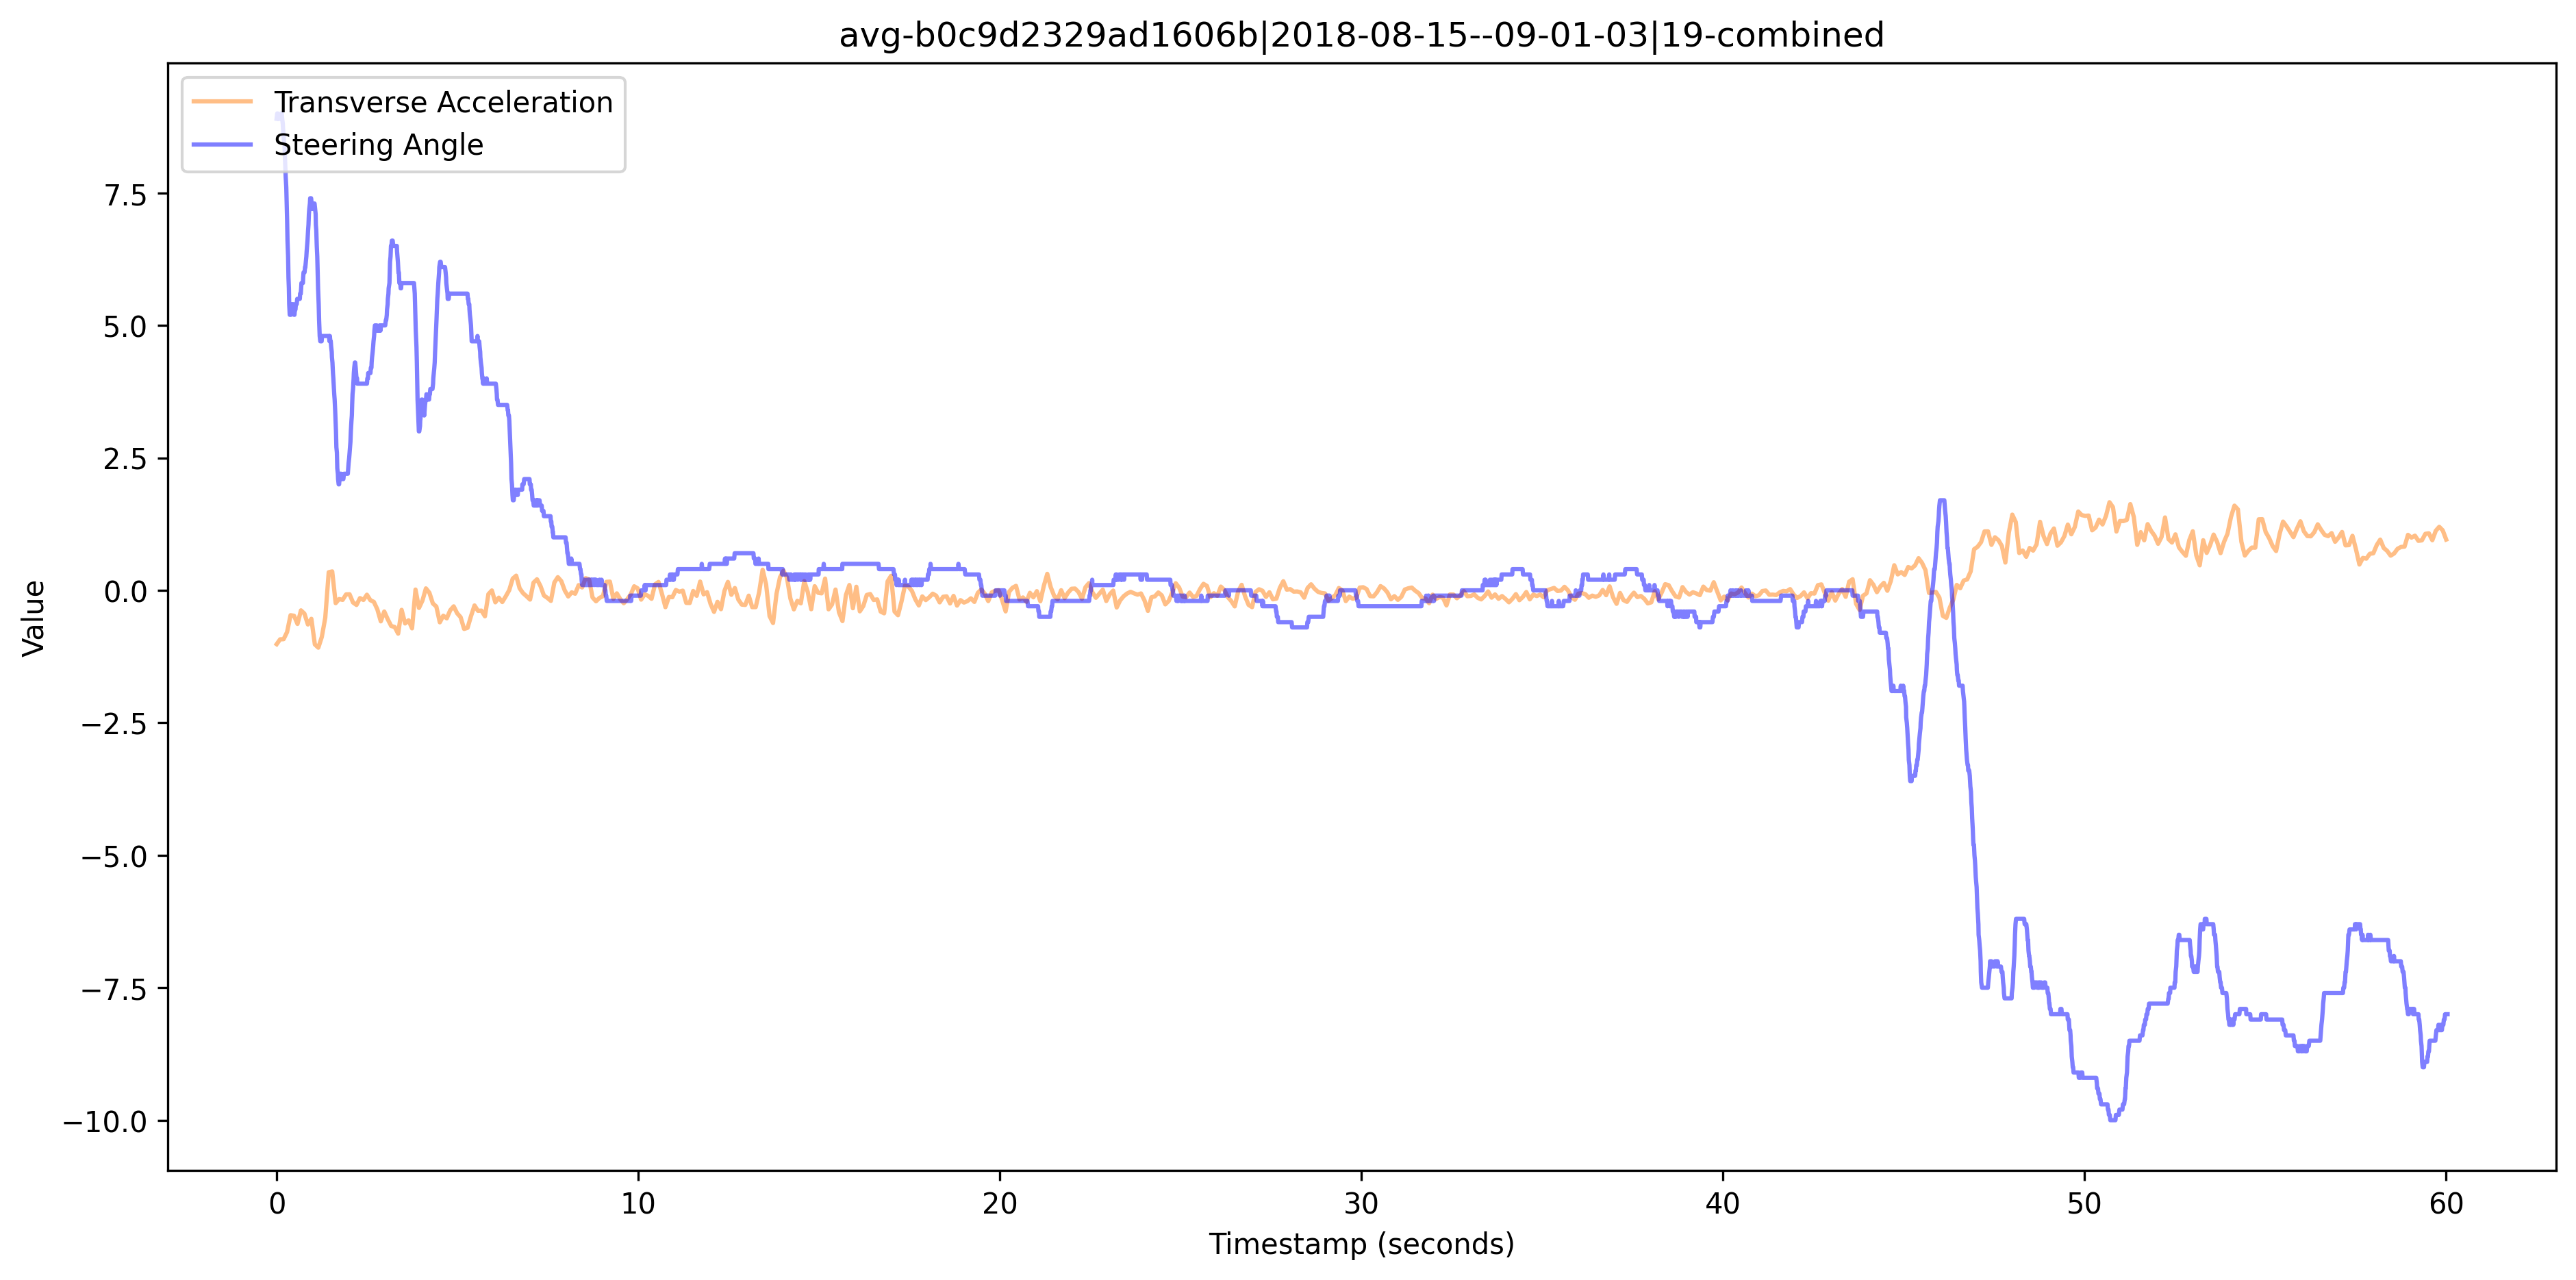 avg-b0c9d2329ad1606b|2018-08-15--09-01-03|19-combined
Transverse Acceleration
Steering Angle
Value
7.5
5.0
2.5
0.0
−2.5
−5.0
−7.5
−10.0
0 10 20 30 40 50 60
Timestamp (seconds)